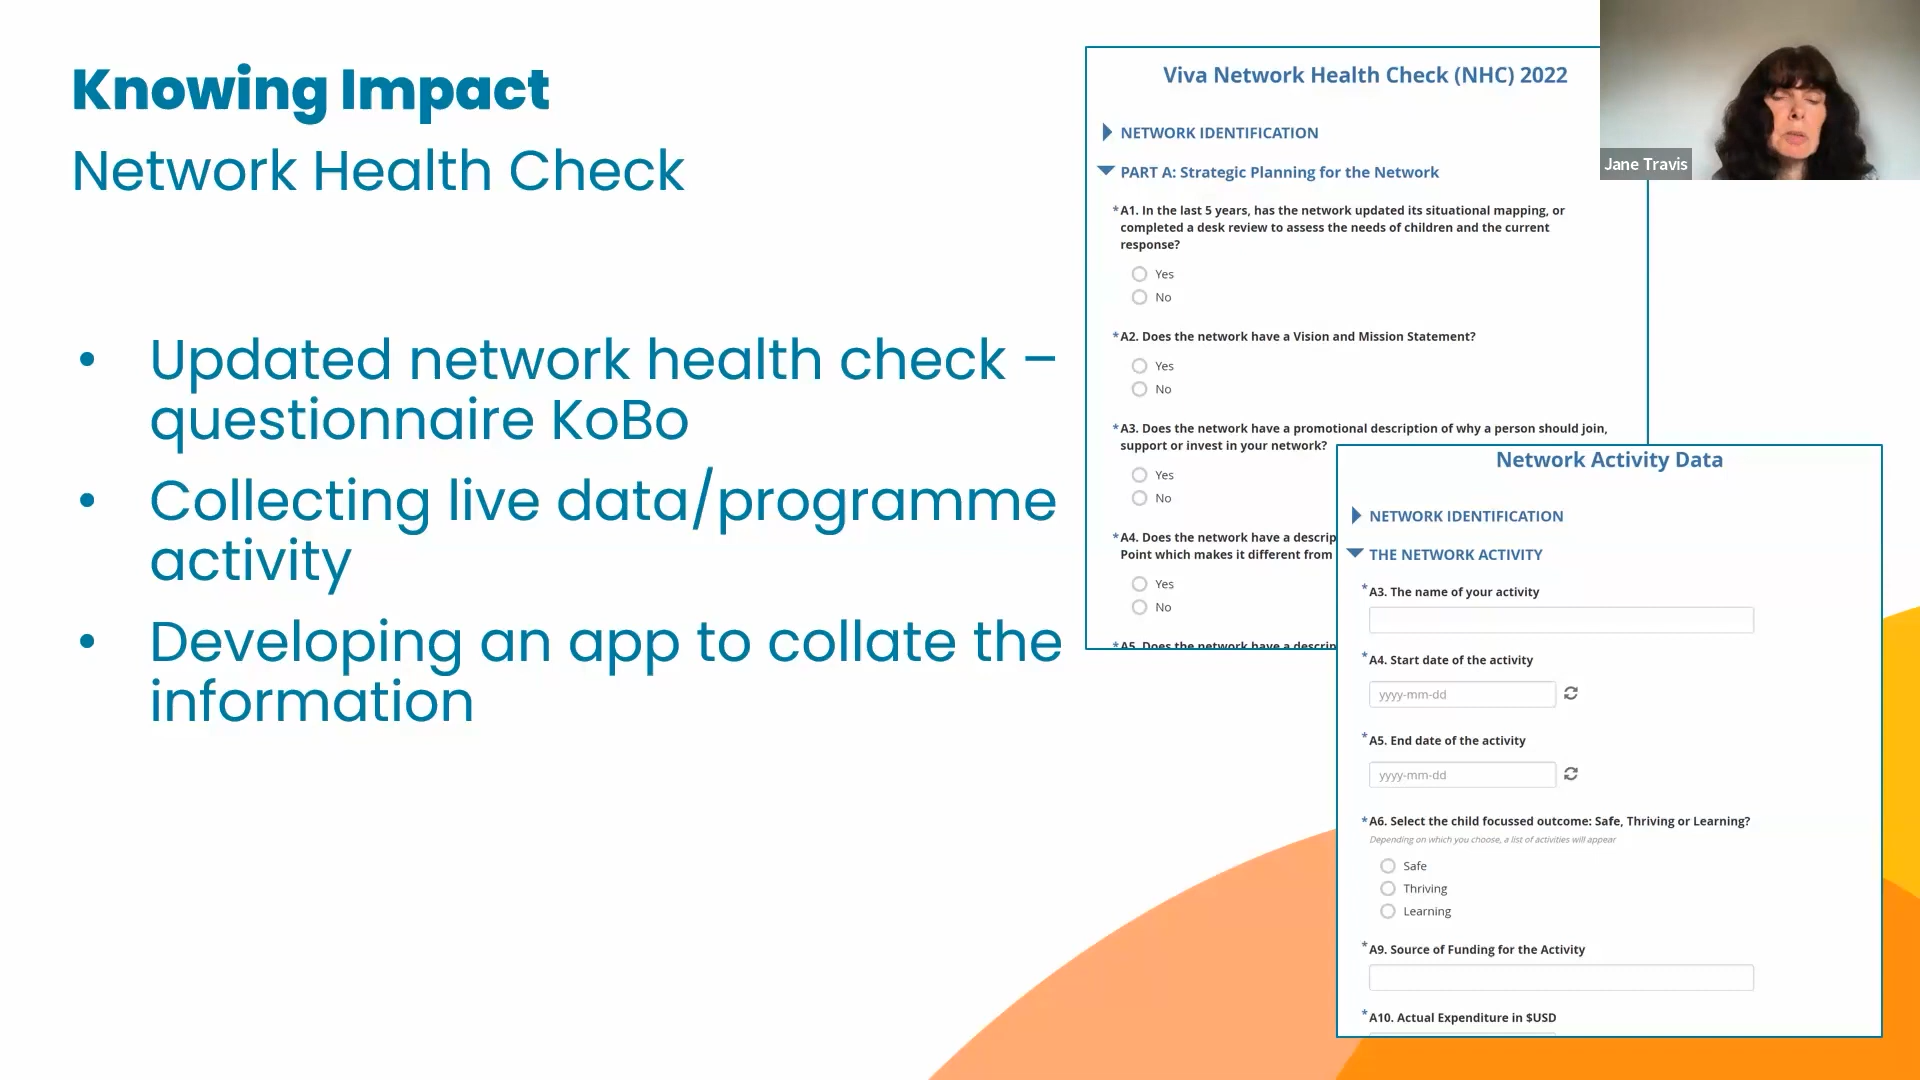 Knowing Impact
Network Health Check
• Updated network health check –
questionnaire KoBo
• Collecting live data/programme
activity
• Developing an app to collate the
information
Viva Network Health Check (NHC) 2022
NETWORK IDENTIFICATION
PART A: Strategic Planning for the Network
*A1. In the last 5 years, has the network updated its situational mapping, or
completed a desk review to assess the needs of children and the current
response?
Yes
No
*A2. Does the network have a Vision and Mission Statement?
Yes
No
*A3. Does the network have a promotional description of why a person should join,
support or invest in your network?
Yes
No
*A4. Does the network have a descrip
Point which makes it different from
Yes
No
*A5. Does the network have a descrip
Network Activity Data
NETWORK IDENTIFICATION
THE NETWORK ACTIVITY
*A3. The name of your activity
*A4. Start date of the activity
yyyy-mm-dd
*A5. End date of the activity
yyyy-mm-dd
*A6. Select the child focussed outcome: Safe, Thriving or Learning?
Depending on which you choose, a list of activities will appear
Safe
Thriving
Learning
*A9. Source of Funding for the Activity
*A10. Actual Expenditure in $USD
Jane Travis